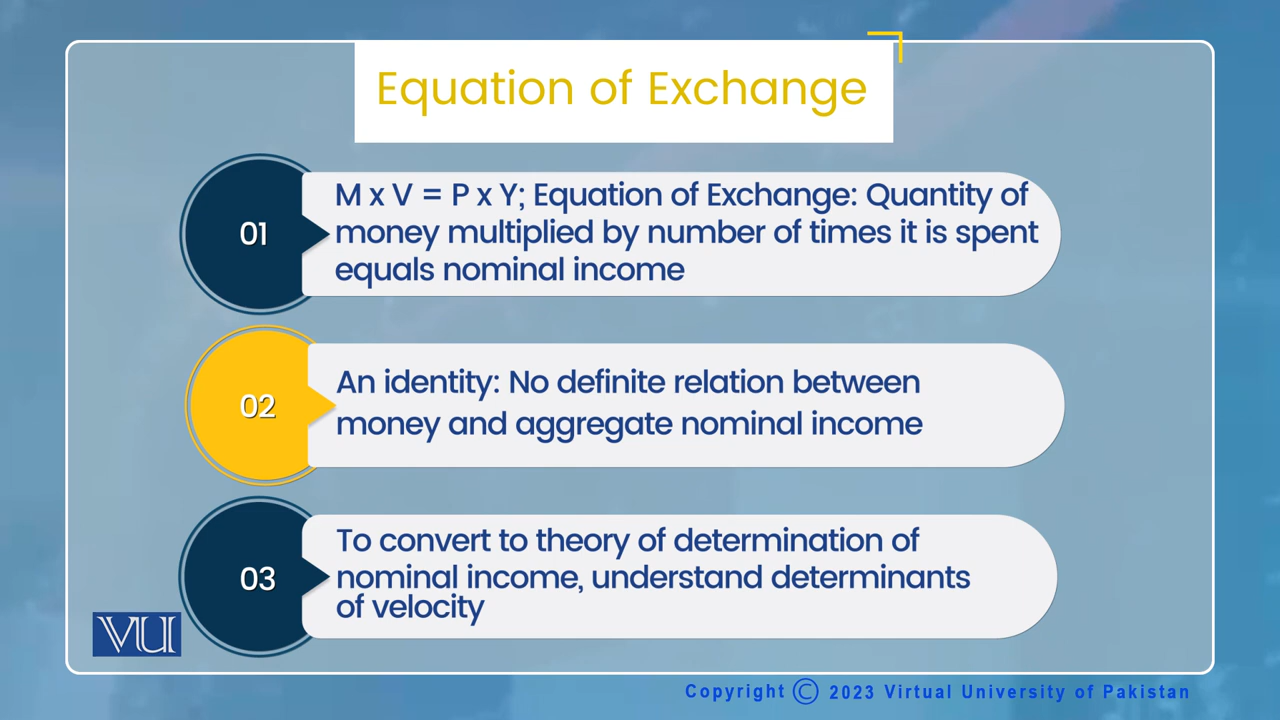 Equation of Exchange
01
M x V = P x Y; Equation of Exchange: Quantity of
money multiplied by number of times it is spent
equals nominal income
02
An identity: No definite relation between
money and aggregate nominal income
03
To convert to theory of determination of
nominal income, understand determinants
of velocity
VU
Copyright © 2023 Virtual University of Pakistan